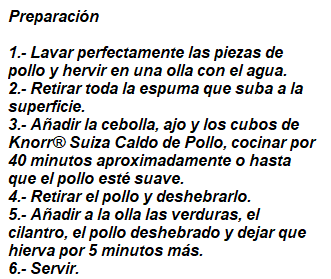 Preparación
1.- Lavar perfectamente las piezas de
pollo y hervir en una olla con el agua.
2.- Retirar toda la espuma que suba a la
superficie.
3.- Añadir la cebolla, ajo y los cubos de
Knorr® Suiza Caldo de Pollo, cocinar por
40 minutos aproximadamente o hasta
que el pollo esté suave.
4.- Retirar el pollo y deshebrarlo.
5.- Añadir a la olla las verduras, el
cilantro, el pollo deshebrado y dejar que
hierva por 5 minutos más.
6.- Servir.